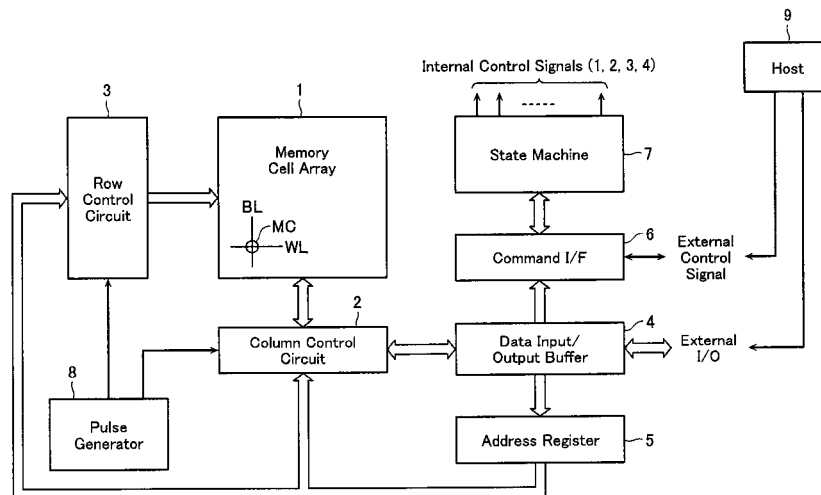 9
Host
Internal Control Signals (1, 2, 3, 4)
3
1
Row
Control
Circuit
Memory
Cell Array
BL
MC
WL
State Machine
7
6
Command I/F
External
Control
Signal
2
Column Control
Circuit
4
Data Input/
Output Buffer
External
I/O
8
Pulse
Generator
Address Register
5